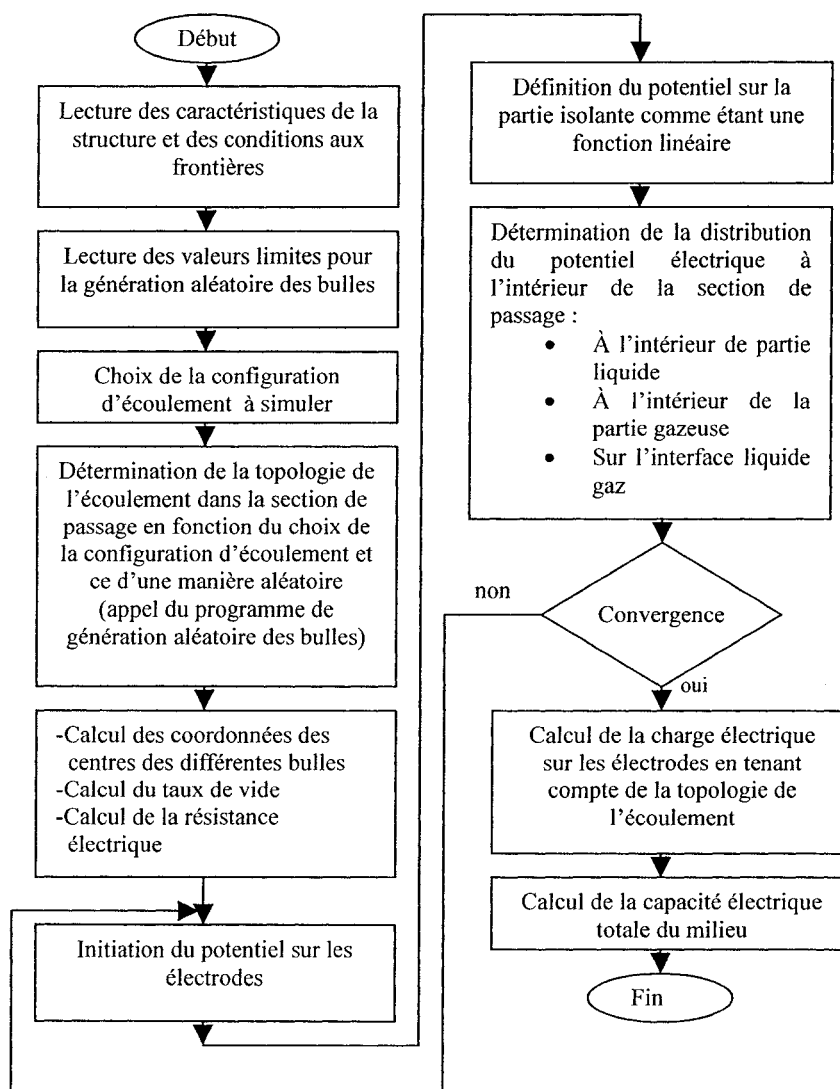 Début
Lecture des caractéristiques de la
structure et des conditions aux
frontières
Lecture des valeurs limites pour
la génération aléatoire des bulles
Choix de la configuration
d'écoulement à simuler
Détermination de la topologie de
l'écoulement dans la section de
passage en fonction du choix de
la configuration d'écoulement et
ce d'une manière aléatoire
(appel du programme de
génération aléatoire des bulles)
-Calcul des coordonnées des
centres des différentes bulles
-Calcul du taux de vide
-Calcul de la résistance
électrique
Initiation du potentiel sur les
électrodes
Définition du potentiel sur la
partie isolante comme étant une
fonction linéaire
Détermination de la distribution
du potentiel électrique à
l'intérieur de la section de
passage :
• À l'intérieur de partie
liquide
• À l'intérieur de la
partie gazeuse
• Sur l'interface liquide
gaz
non
Convergence
oui
Calcul de la charge électrique
sur les électrodes en tenant
compte de la topologie de
l'écoulement
Calcul de la capacité électrique
totale du milieu
Fin